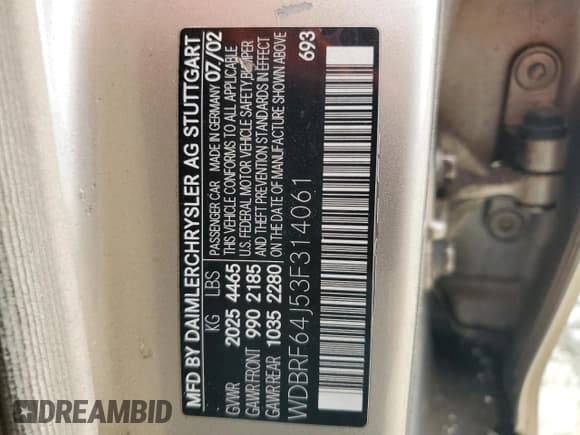 MFD BY DAIMLERCHRYSLER AG STUTTGART
PASSENGER CAR MADE IN GERMANY 07/02
KG LBS THIS VEHICLE CONFORMS TO ALL APPLICABLE
GVWR 2025 4465 U.S. FEDERAL MOTOR VEHICLE SAFETY BUMPER
GAWR FRONT 990 2185 AND THEFT PREVENTION STANDARDS IN EFFECT
GAWR REAR 1035 2280 ON THE DATE OF MANUFACTURE SHOWN ABOVE
693
WDBRF64J53F314061
DREAMBID